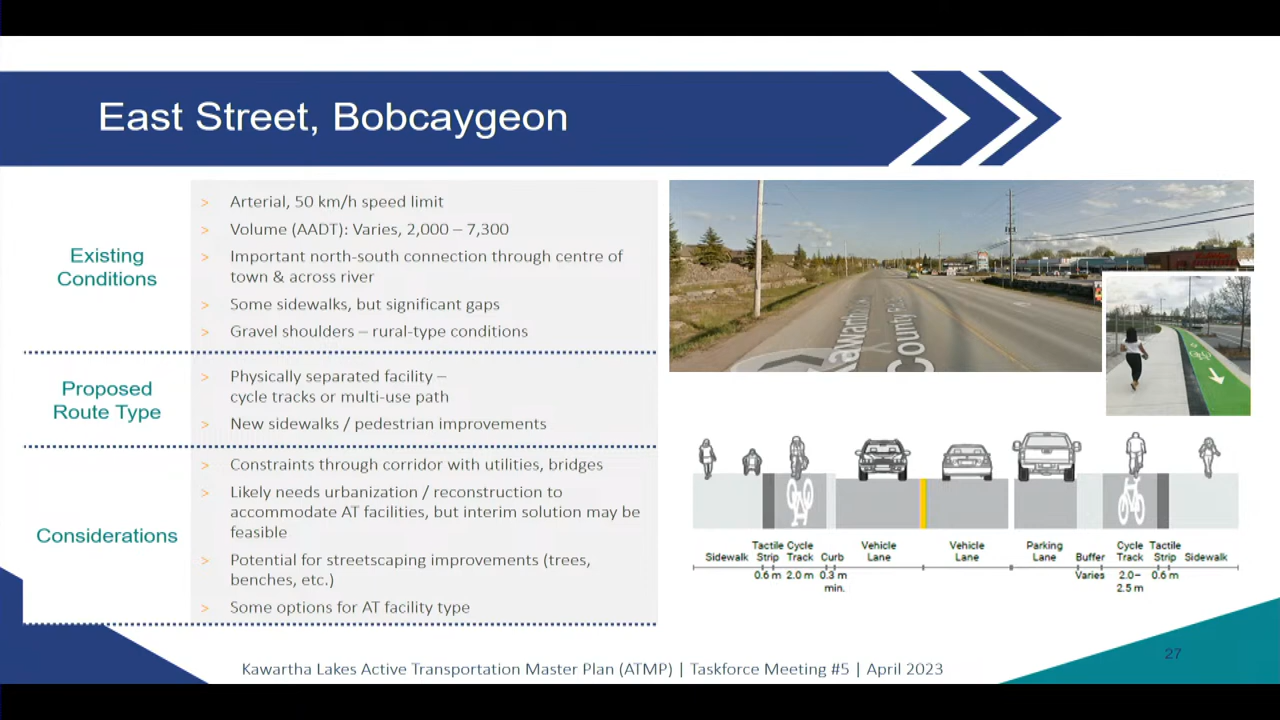 East Street, Bobcaygeon
Existing
Conditions
> Arterial, 50 km/h speed limit
> Volume (AADT): Varies, 2,000 – 7,300
> Important north-south connection through centre of
town & across river
> Some sidewalks, but significant gaps
> Gravel shoulders – rural-type conditions
Proposed
Route Type
> Physically separated facility –
cycle tracks or multi-use path
> New sidewalks / pedestrian improvements
Considerations
> Constraints through corridor with utilities, bridges
> Likely needs urbanization / reconstruction to
accommodate AT facilities, but interim solution may be
feasible
> Potential for streetscaping improvements (trees,
benches, etc.)
> Some options for AT facility type
Kawartha
County
Sidewalk
Tactile
Strip
0.6 m
Cycle
Track
2.0 m
Curb
0.3 m
min.
Vehicle
Lane
Vehicle
Lane
Parking
Lane
Buffer
Varies
Cycle
Track
2.0–
2.5 m
Tactile
Strip
0.6 m
Sidewalk
Kawartha Lakes Active Transportation Master Plan (ATMP) | Taskforce Meeting #5 | April 2023
27